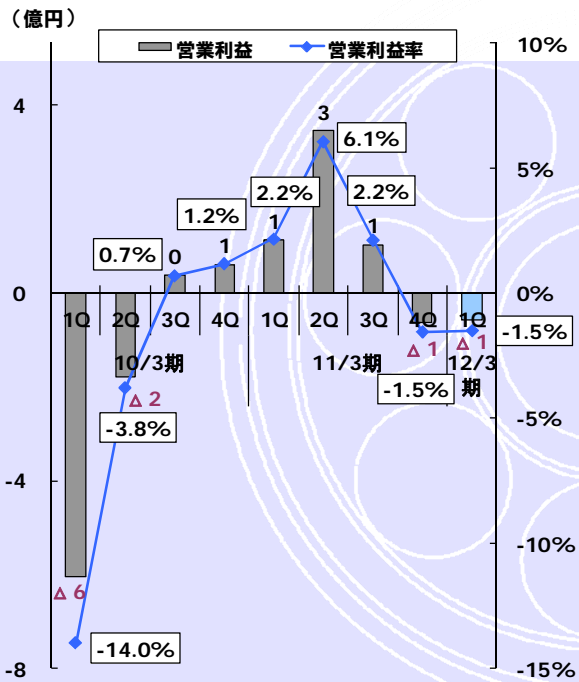 （億円）
営業利益 営業利益率
10%
4
3
6.1%
5%
2.2% 2.2%
1.2% 1 1
0.7% 0 1
0 0%
1Q 2Q 3Q 4Q 1Q 2Q 3Q 4Q 1Q
-1.5%
10/3期 11/3期 12/3期
△ 1 △ 1
△ 2 -1.5%
-3.8%
-5%
-4
-10%
△ 6
-14.0%
-8 -15%